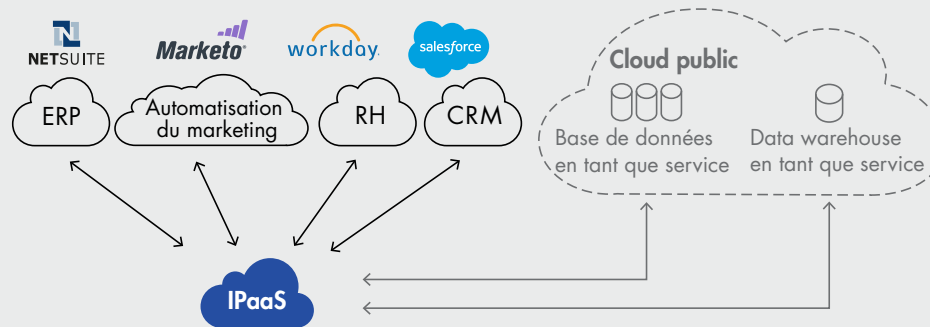 NETSUITE
Marketo
workday.
salesforce
ERP
Automatisation
du marketing
RH
CRM
Cloud public
Base de données
en tant que service
Data warehouse
en tant que service
IPaaS